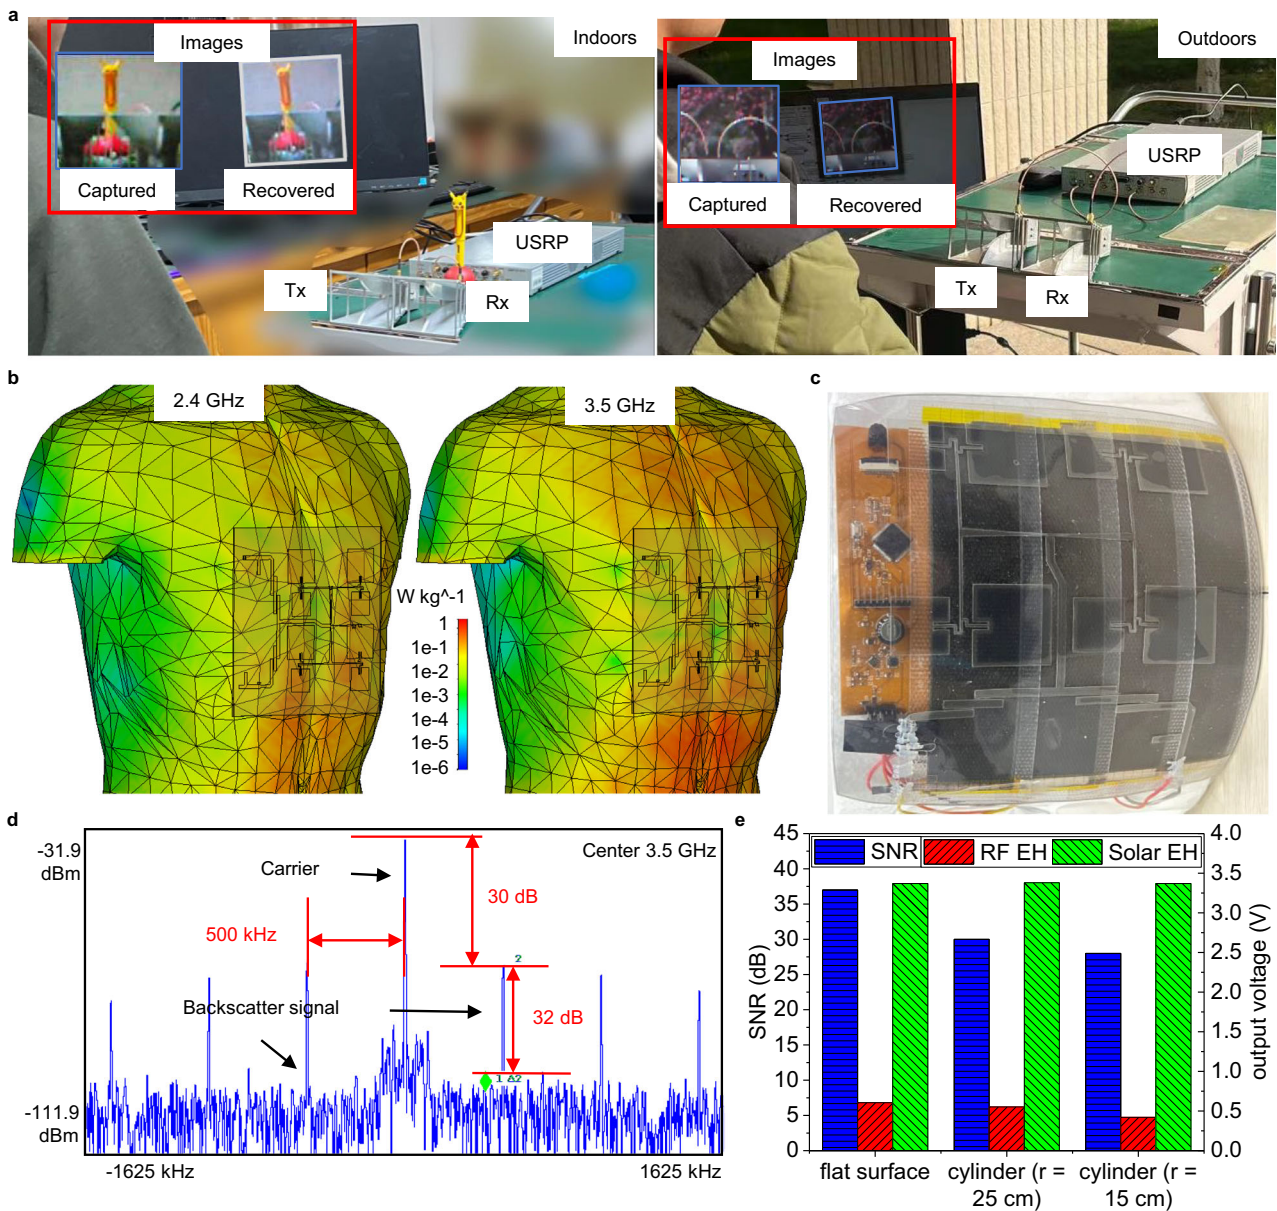 a
Images
Captured
Recovered
Indoors
USRP
Tx
Rx
Images
Captured
Recovered
Outdoors
USRP
Tx
Rx
b
2.4 GHz
3.5 GHz
W kg^-1
1
1e-1
1e-2
1e-3
1e-4
1e-5
1e-6
c
d
-31.9
dBm
-111.9
dBm
Carrier
Center 3.5 GHz
30 dB
500 kHz
2
Backscatter signal
32 dB
1 Δ2
-1625 kHz
1625 kHz
e
SNR
RF EH
Solar EH
SNR (dB)
45
40
35
30
25
20
15
10
5
0
4.0
3.5
3.0
2.5
2.0
1.5
1.0
0.5
0.0
output voltage (V)
flat surface
cylinder (r =
25 cm)
cylinder (r =
15 cm)